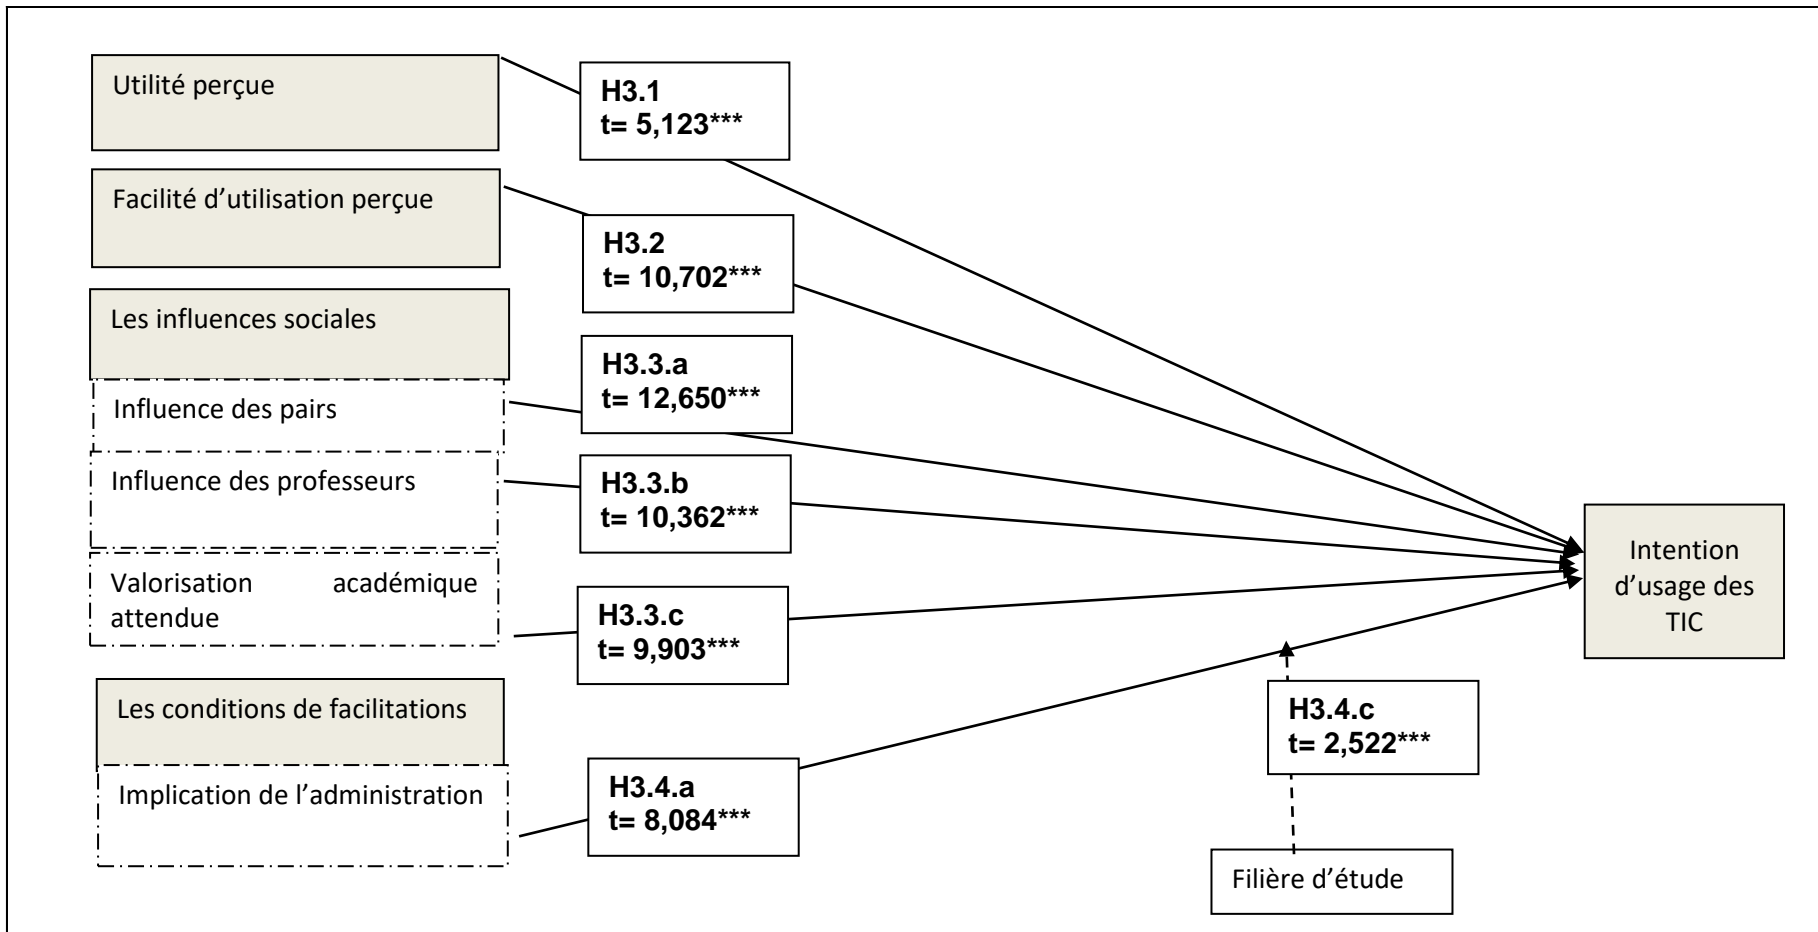 Utilité perçue
H3.1
t= 5,123***
Facilité d’utilisation perçue
H3.2
t= 10,702***
Les influences sociales
H3.3.a
t= 12,650***
Influence des pairs
Influence des professeurs
H3.3.b
t= 10,362***
Valorisation académique
attendue
H3.3.c
t= 9,903***
Intention
d’usage des
TIC
Les conditions de facilitations
H3.4.c
t= 2,522***
Implication de l’administration
H3.4.a
t= 8,084***
Filière d’étude